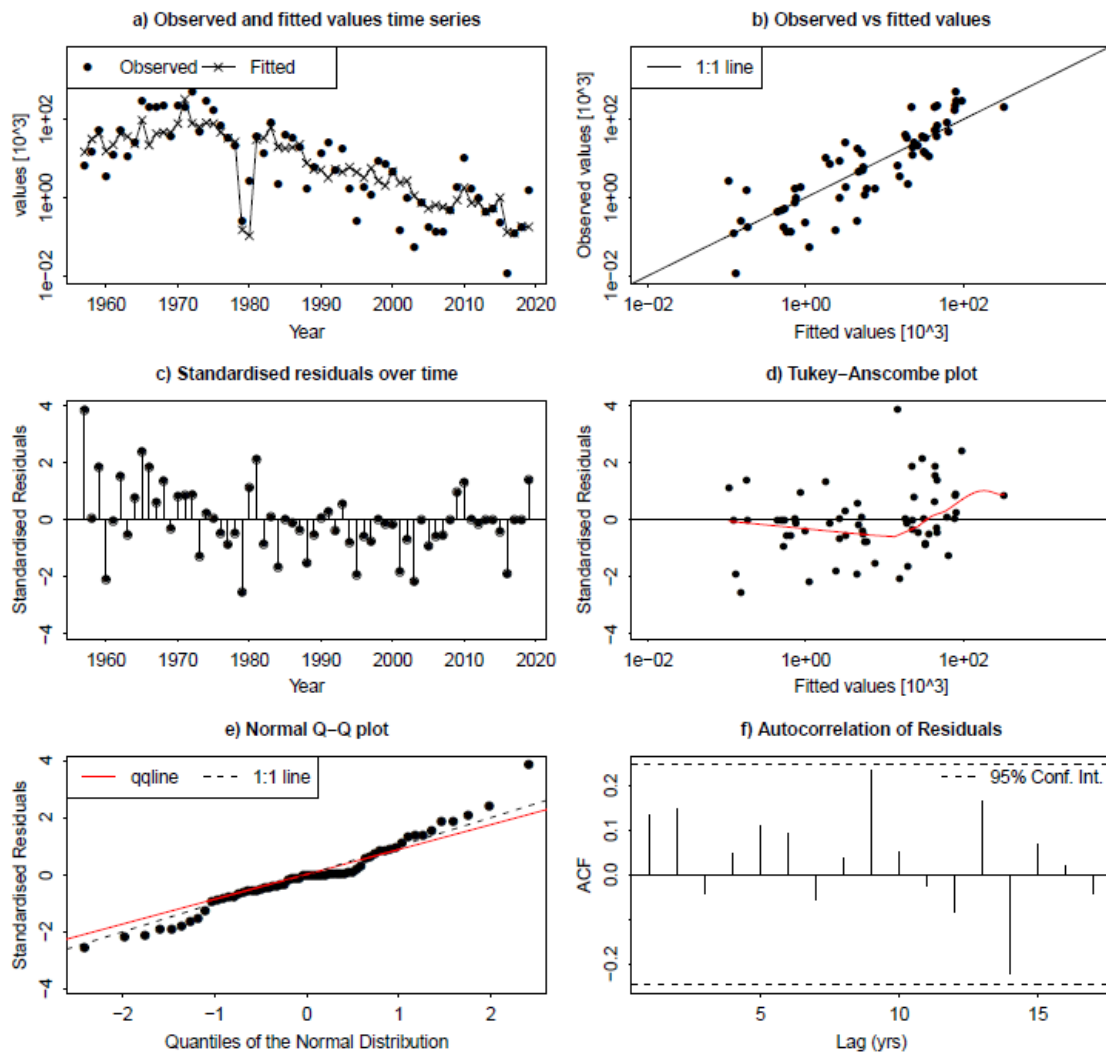 a) Observed and fitted values time series
Observed
Fitted
values [10^3]
1e+02
1e+00
1e-02
1960 1970 1980 1990 2000 2010 2020
Year
b) Observed vs fitted values
1:1 line
Observed values [10^3]
1e+02
1e+00
1e-02
1e-02 1e+00 1e+02
Fitted values [10^3]
c) Standardised residuals over time
Standardised Residuals
4
2
0
-2
-4
1960 1970 1980 1990 2000 2010 2020
Year
d) Tukey-Anscombe plot
Standardised Residuals
4
2
0
-2
-4
1e-02 1e+00 1e+02
Fitted values [10^3]
e) Normal Q-Q plot
qqline
1:1 line
Standardised Residuals
4
2
0
-2
-4
-2 -1 0 1 2
Quantiles of the Normal Distribution
f) Autocorrelation of Residuals
95% Conf. Int.
ACF
0.2
0.1
0.0
-0.2
5 10 15
Lag (yrs)